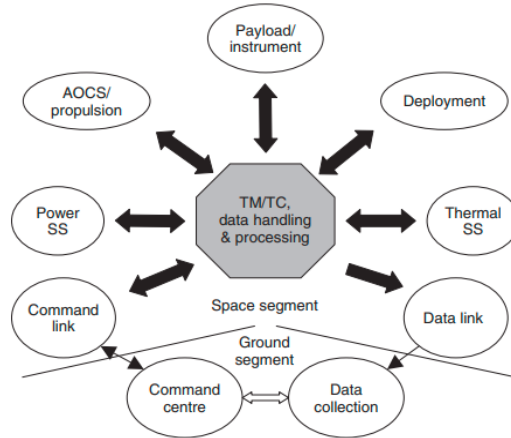 Payload/
instrument
AOCS/
propulsion
Deployment
TM/TC,
data handling
& processing
Power
SS
Thermal
SS
Command
link
Space segment
Data link
Ground
segment
Command
centre
Data
collection